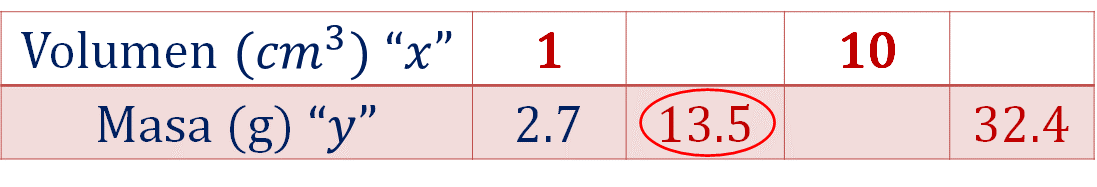 Volumen (cm³) “x” 1 10
Masa (g) “y” 2.7 13.5 32.4